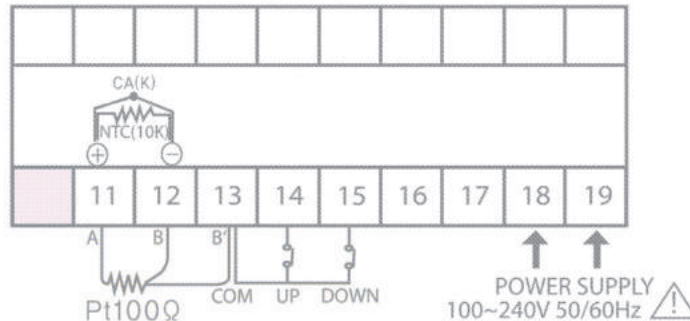 CA(K)
NTC(10K)
+ −
11 12 13 14 15 16 17 18 19
A B B'
COM UP DOWN
Pt100Ω
POWER SUPPLY
100~240V 50/60Hz
!